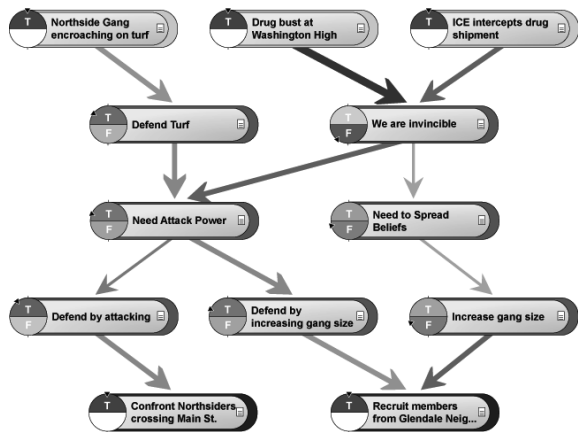 T
Northside Gang
encroaching on turf
T
Drug bust at
Washington High
T
ICE intercepts drug
shipment
T
F
Defend Turf
T
F
We are invincible
T
F
Need Attack Power
T
F
Need to Spread
Beliefs
T
F
Defend by attacking
T
F
Defend by
increasing gang size
T
F
Increase gang size
T
Confront Northsiders
crossing Main St.
T
Recruit members
from Glendale Neig...